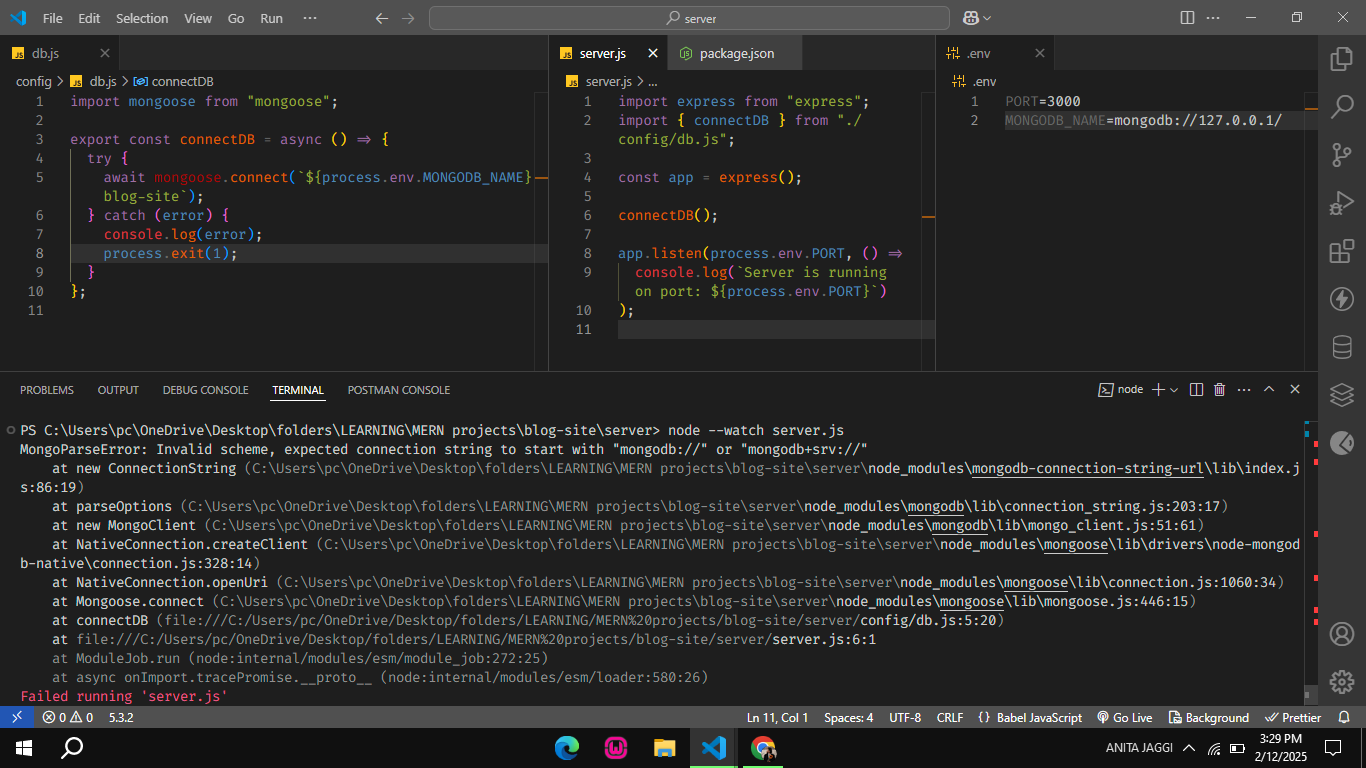 File Edit Selection View Go Run ··· server
db.js
config > db.js > connectDB
1 import mongoose from "mongoose";
2
3 export const connectDB = async () => {
4 try {
5 await mongoose.connect(`${process.env.MONGODB_NAME}
blog-site`);
6 } catch (error) {
7 console.log(error);
8 process.exit(1);
9 }
10 };
11
server.js package.json
server.js > ...
1 import express from "express";
2 import { connectDB } from "./
config/db.js";
3
4 const app = express();
5
6 connectDB();
7
8 app.listen(process.env.PORT, () =>
9 console.log(`Server is running
on port: ${process.env.PORT}`)
10 );
11
.env
.env
1 PORT=3000
2 MONGODB_NAME=mongodb://127.0.0.1/
PROBLEMS OUTPUT DEBUG CONSOLE TERMINAL POSTMAN CONSOLE node
PS C:\Users\pc\OneDrive\Desktop\folders\LEARNING\MERN projects\blog-site\server> node --watch server.js
MongoParseError: Invalid scheme, expected connection string to start with "mongodb://" or "mongodb+srv://"
at new ConnectionString (C:\Users\pc\OneDrive\Desktop\folders\LEARNING\MERN projects\blog-site\server\node_modules\mongodb-connection-string-url\lib\index.j
s:86:19)
at parseOptions (C:\Users\pc\OneDrive\Desktop\folders\LEARNING\MERN projects\blog-site\server\node_modules\mongodb\lib\connection_string.js:203:17)
at new MongoClient (C:\Users\pc\OneDrive\Desktop\folders\LEARNING\MERN projects\blog-site\server\node_modules\mongodb\lib\mongo_client.js:51:61)
at NativeConnection.createClient (C:\Users\pc\OneDrive\Desktop\folders\LEARNING\MERN projects\blog-site\server\node_modules\mongoose\lib\drivers\node-mongod
b-native\connection.js:328:14)
at NativeConnection.openUri (C:\Users\pc\OneDrive\Desktop\folders\LEARNING\MERN projects\blog-site\server\node_modules\mongoose\lib\connection.js:1060:34)
at Mongoose.connect (C:\Users\pc\OneDrive\Desktop\folders\LEARNING\MERN projects\blog-site\server\node_modules\mongoose\lib\mongoose.js:446:15)
at connectDB (file:///C:/Users/pc/OneDrive/Desktop/folders/LEARNING/MERN%20projects/blog-site/server/config/db.js:5:20)
at file:///C:/Users/pc/OneDrive/Desktop/folders/LEARNING/MERN%20projects/blog-site/server/server.js:6:1
at ModuleJob.run (node:internal/modules/esm/module_job:272:25)
at async onImport.tracePromise.__proto__ (node:internal/modules/esm/loader:580:26)
Failed running 'server.js'
0 0 5.3.2 Ln 11, Col 1 Spaces: 4 UTF-8 CRLF {} Babel JavaScript Go Live Background Prettier
ANITA JAGGI 3:29 PM
2/12/2025